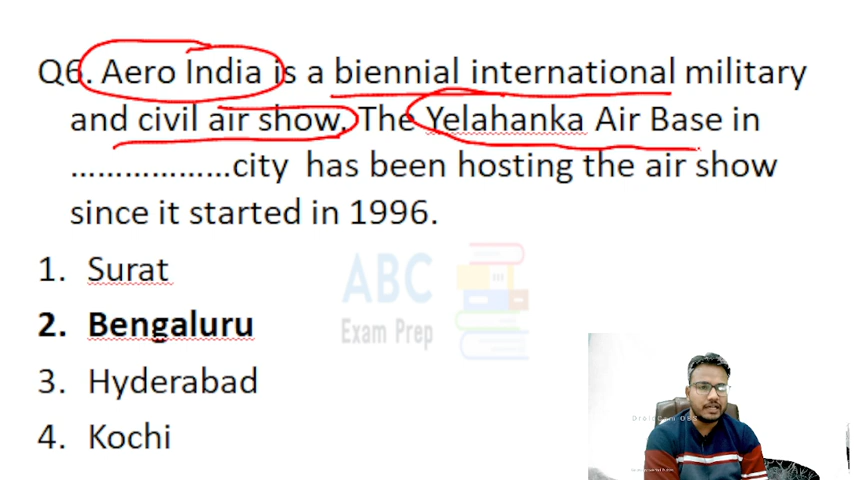 Q6. Aero India is a biennial international military
and civil air show. The Yelahanka Air Base in
………………city has been hosting the air show
since it started in 1996.
1. Surat
2. Bengaluru
3. Hyderabad
4. Kochi
ABC
Exam Prep